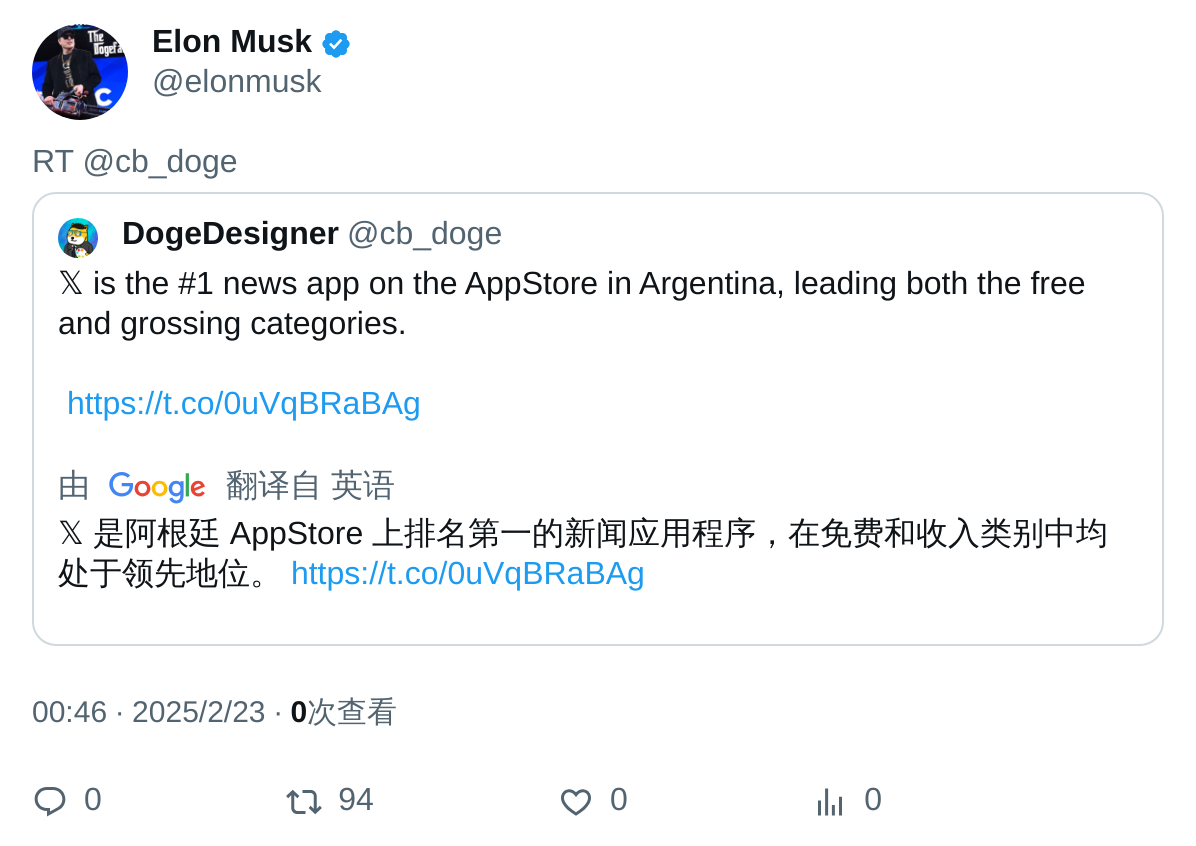 The
Dogefa
C
Elon Musk
@elonmusk
RT @cb_doge
DogeDesigner @cb_doge
𝕏 is the #1 news app on the AppStore in Argentina, leading both the free
and grossing categories.
https://t.co/0uVqBRaBAg
由 Google 翻译自 英语
𝕏 是阿根廷 AppStore 上排名第一的新闻应用程序，在免费和收入类别中均
处于领先地位。 https://t.co/0uVqBRaBAg
00:46 · 2025/2/23 · 0次查看
0 94 0 0